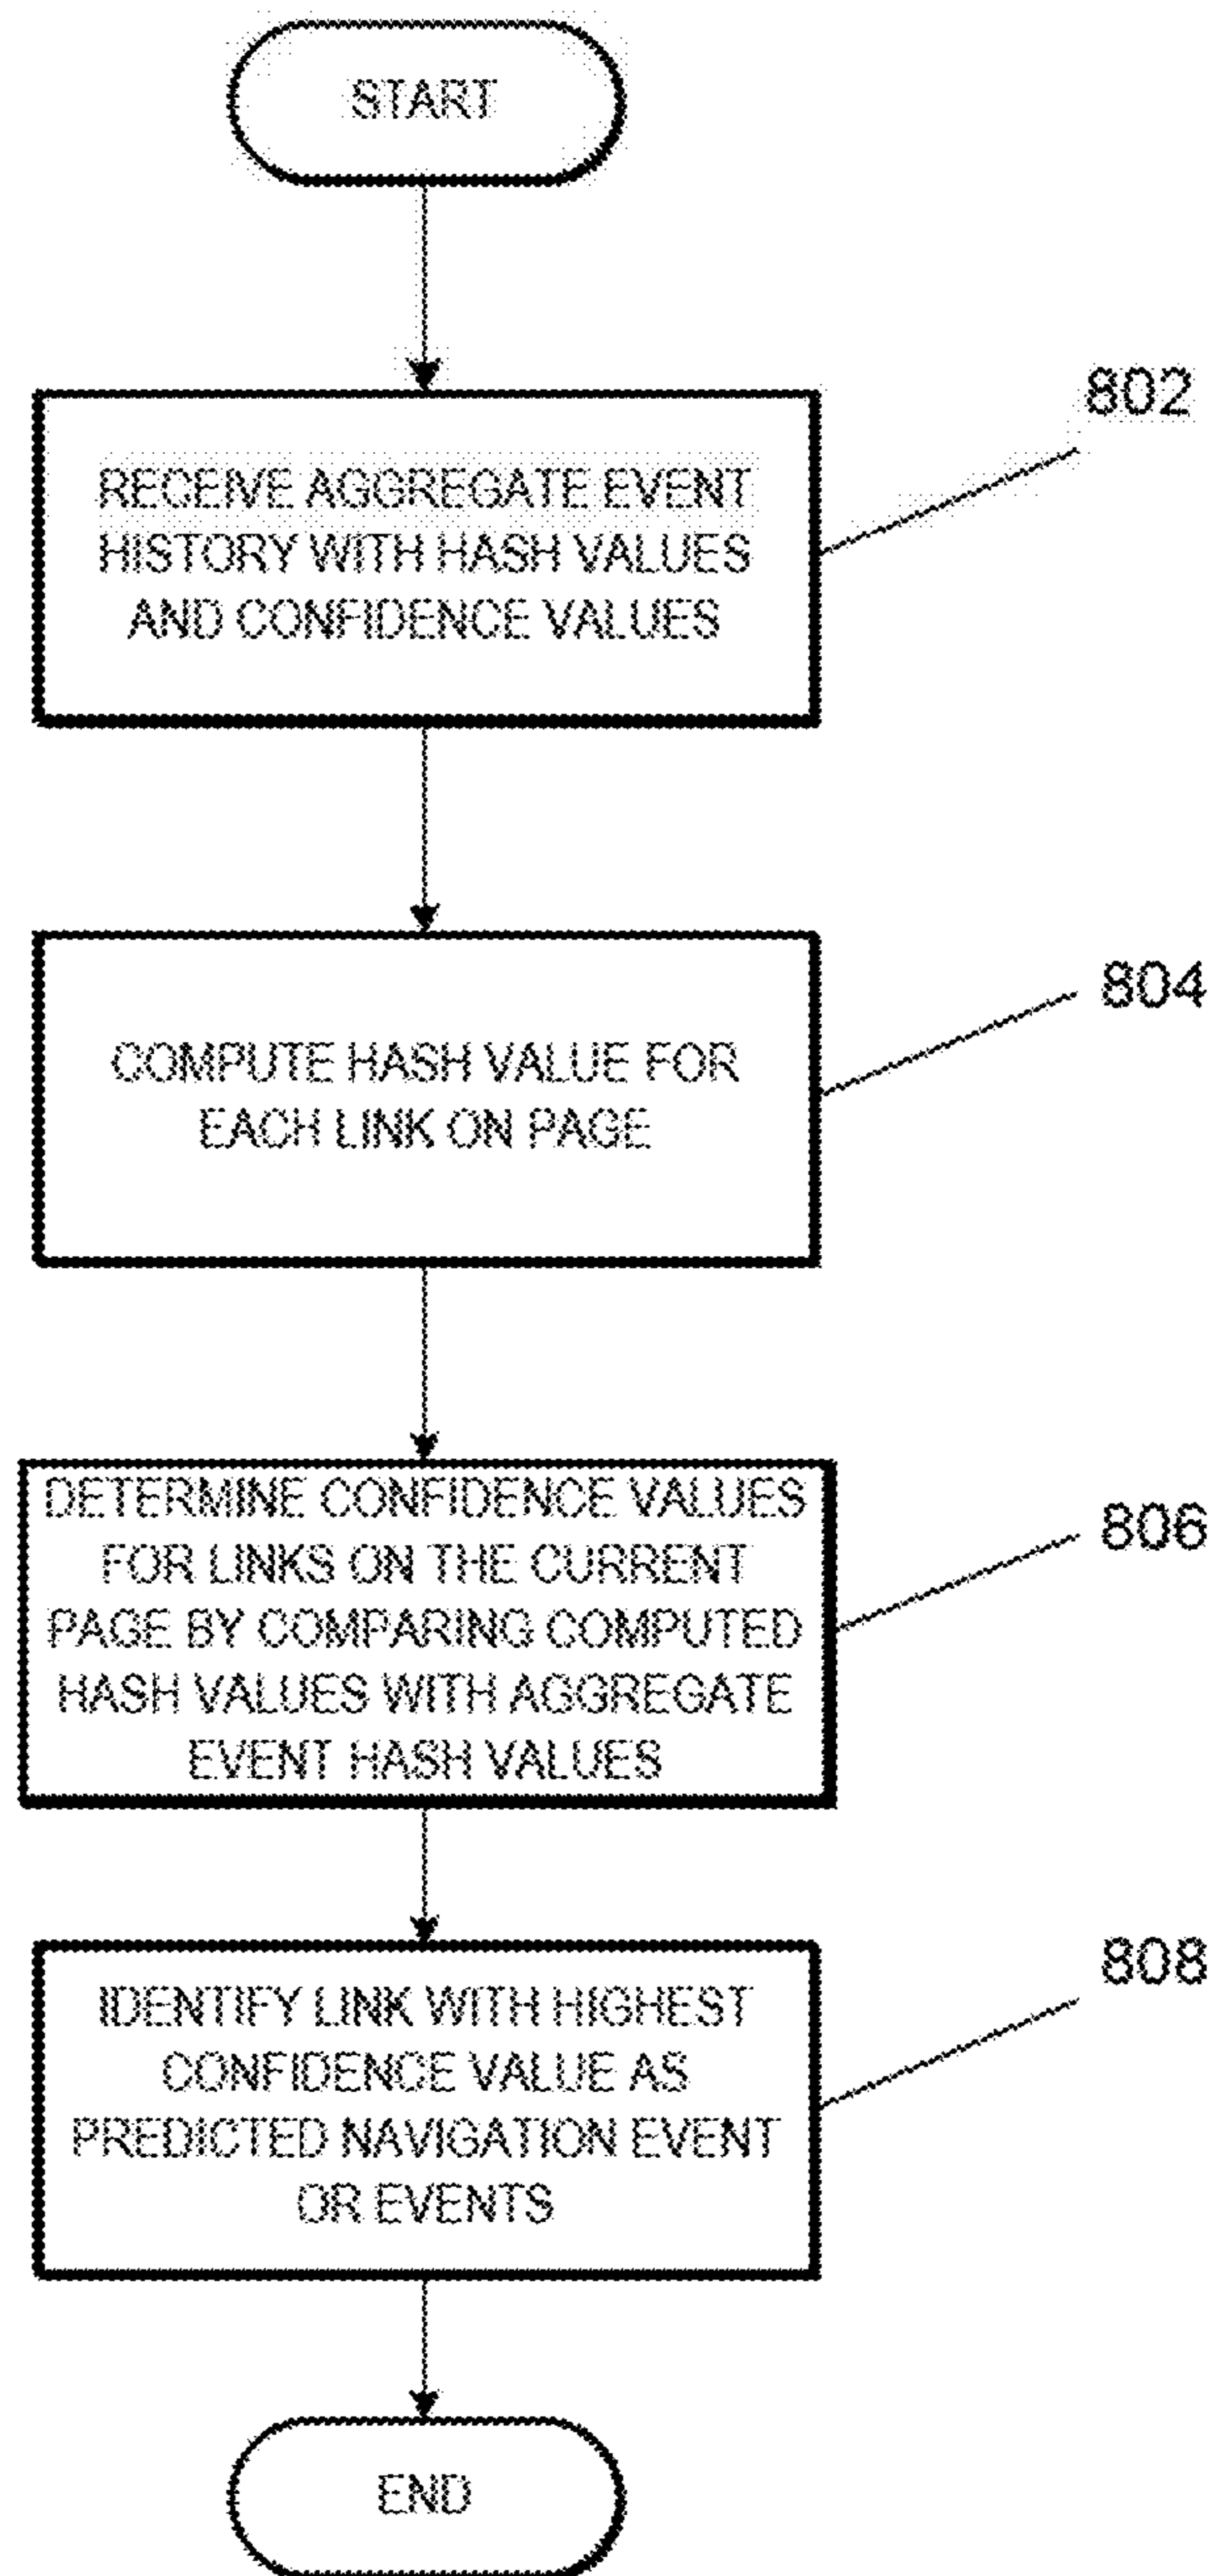 START
802
RECEIVE AGGREGATE EVENT
HISTORY WITH HASH VALUES
AND CONFIDENCE VALUES
804
COMPUTE HASH VALUE FOR
EACH LINK ON PAGE
806
DETERMINE CONFIDENCE VALUES
FOR LINKS ON THE CURRENT
PAGE BY COMPARING COMPUTED
HASH VALUES WITH AGGREGATE
EVENT HASH VALUES
808
IDENTIFY LINK WITH HIGHEST
CONFIDENCE VALUE AS
PREDICTED NAVIGATION EVENT
OR EVENTS
END